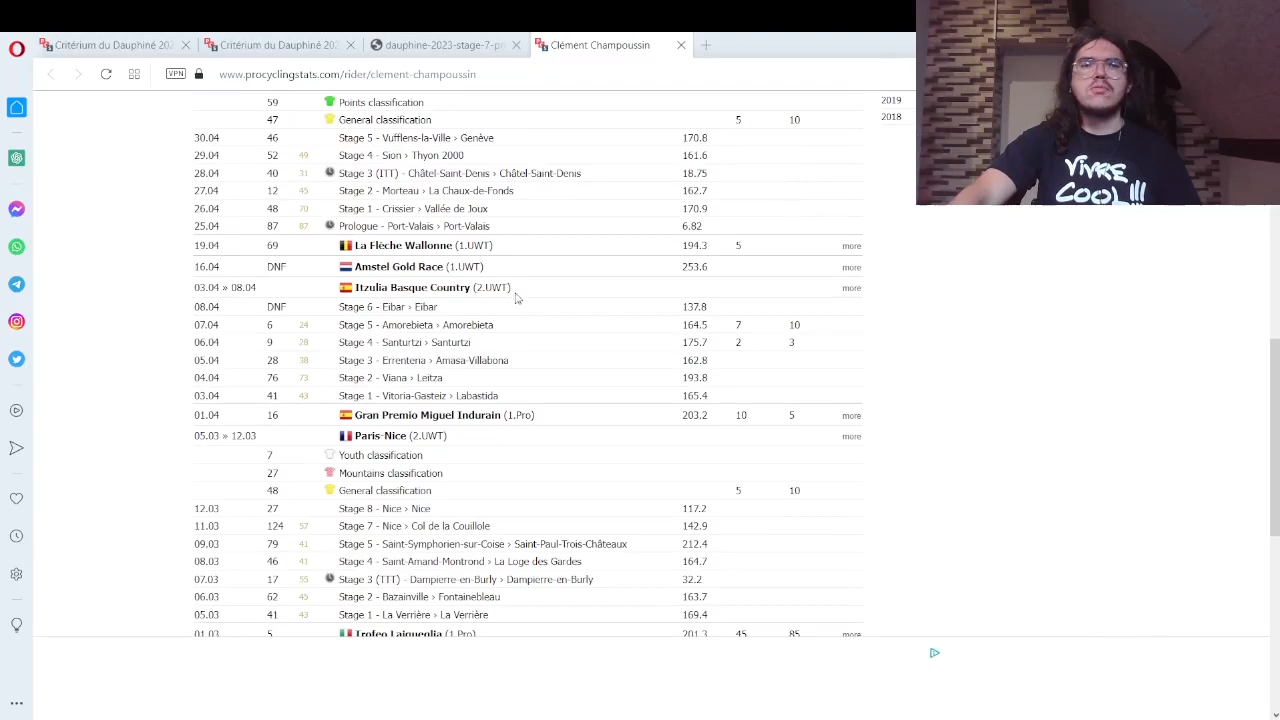 Critérium du Dauphiné 202
Critérium du Dauphiné 202
dauphine-2023-stage-7-pr
Clément Champoussin
VPN
www.procyclingstats.com/rider/clement-champoussin
59 Points classification
47 General classification 5 10
30.04 46 Stage 5 - Vufflens-la-Ville › Genève 170.8
29.04 52 49 Stage 4 - Sion › Thyon 2000 161.6
28.04 40 31 Stage 3 (ITT) - Châtel-Saint-Denis › Châtel-Saint-Denis 18.75
27.04 12 45 Stage 2 - Morteau › La Chaux-de-Fonds 162.7
26.04 48 70 Stage 1 - Crissier › Vallée de Joux 170.9
25.04 87 87 Prologue - Port-Valais › Port-Valais 6.82
19.04 69 La Flèche Wallonne (1.UWT) 194.3 5 more
16.04 DNF Amstel Gold Race (1.UWT) 253.6 more
03.04 » 08.04 Itzulia Basque Country (2.UWT) more
08.04 DNF Stage 6 - Eibar › Eibar 137.8
07.04 6 24 Stage 5 - Amorebieta › Amorebieta 164.5 7 10
06.04 9 28 Stage 4 - Santurtzi › Santurtzi 175.7 2 3
05.04 28 38 Stage 3 - Errenteria › Amasa-Villabona 162.8
04.04 76 73 Stage 2 - Viana › Leitza 193.8
03.04 41 43 Stage 1 - Vitoria-Gasteiz › Labastida 165.4
01.04 16 Gran Premio Miguel Indurain (1.Pro) 203.2 10 5 more
05.03 » 12.03 Paris-Nice (2.UWT) more
7 Youth classification
27 Mountains classification
48 General classification 5 10
12.03 27 Stage 8 - Nice › Nice 117.2
11.03 124 57 Stage 7 - Nice › Col de la Couillole 142.9
09.03 79 41 Stage 5 - Saint-Symphorien-sur-Coise › Saint-Paul-Trois-Châteaux 212.4
08.03 46 41 Stage 4 - Saint-Amand-Montrond › La Loge des Gardes 164.7
07.03 17 55 Stage 3 (TTT) - Dampierre-en-Burly › Dampierre-en-Burly 32.2
06.03 62 45 Stage 2 - Bazainville › Fontainebleau 163.7
05.03 41 43 Stage 1 - La Verrière › La Verrière 169.4
01.03 5 Trofeo Laigueglia (1.Pro) 201.3 45 85 more
2019
2018
VIVRE
COOL!!!